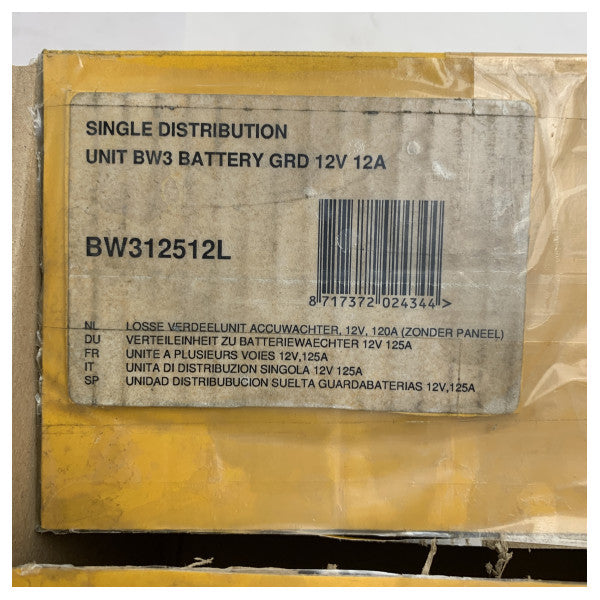 SINGLE DISTRIBUTION
UNIT BW3 BATTERY GRD 12V 12A
BW312512L
8 717372 024344 >
NL LOSSE VERDEELUNIT ACCUWACHTER, 12V, 120A (ZONDER PANEEL)
DU VERTEILEINHEIT ZU BATTERIEWAECHTER 12V 125A
FR UNITE A PLUSIEURS VOIES 12V,125A
IT UNITA DI DISTRIBUZION SINGOLA 12V 125A
SP UNIDAD DISTRIBUBUCION SUELTA GUARDABATERIAS 12V,125A